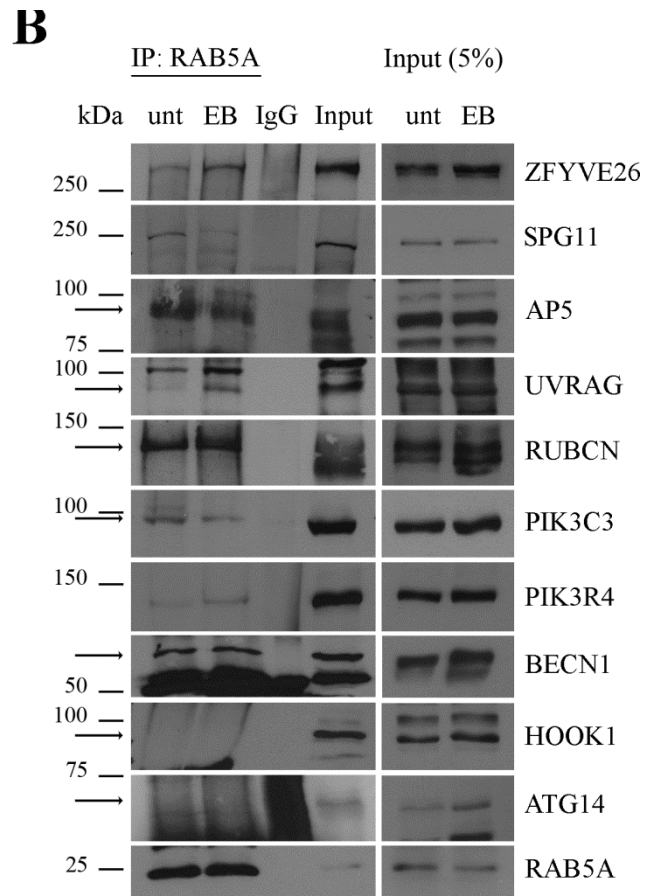 B
IP: RAB5A Input (5%)
kDa unt EB IgG Input unt EB
250 ZFYVE26
250 SPG11
100
75 AP5
100 UVRAG
150 RUBCN
100 PIK3C3
150 PIK3R4
50 BECN1
100 HOOK1
75 ATG14
25 RAB5A